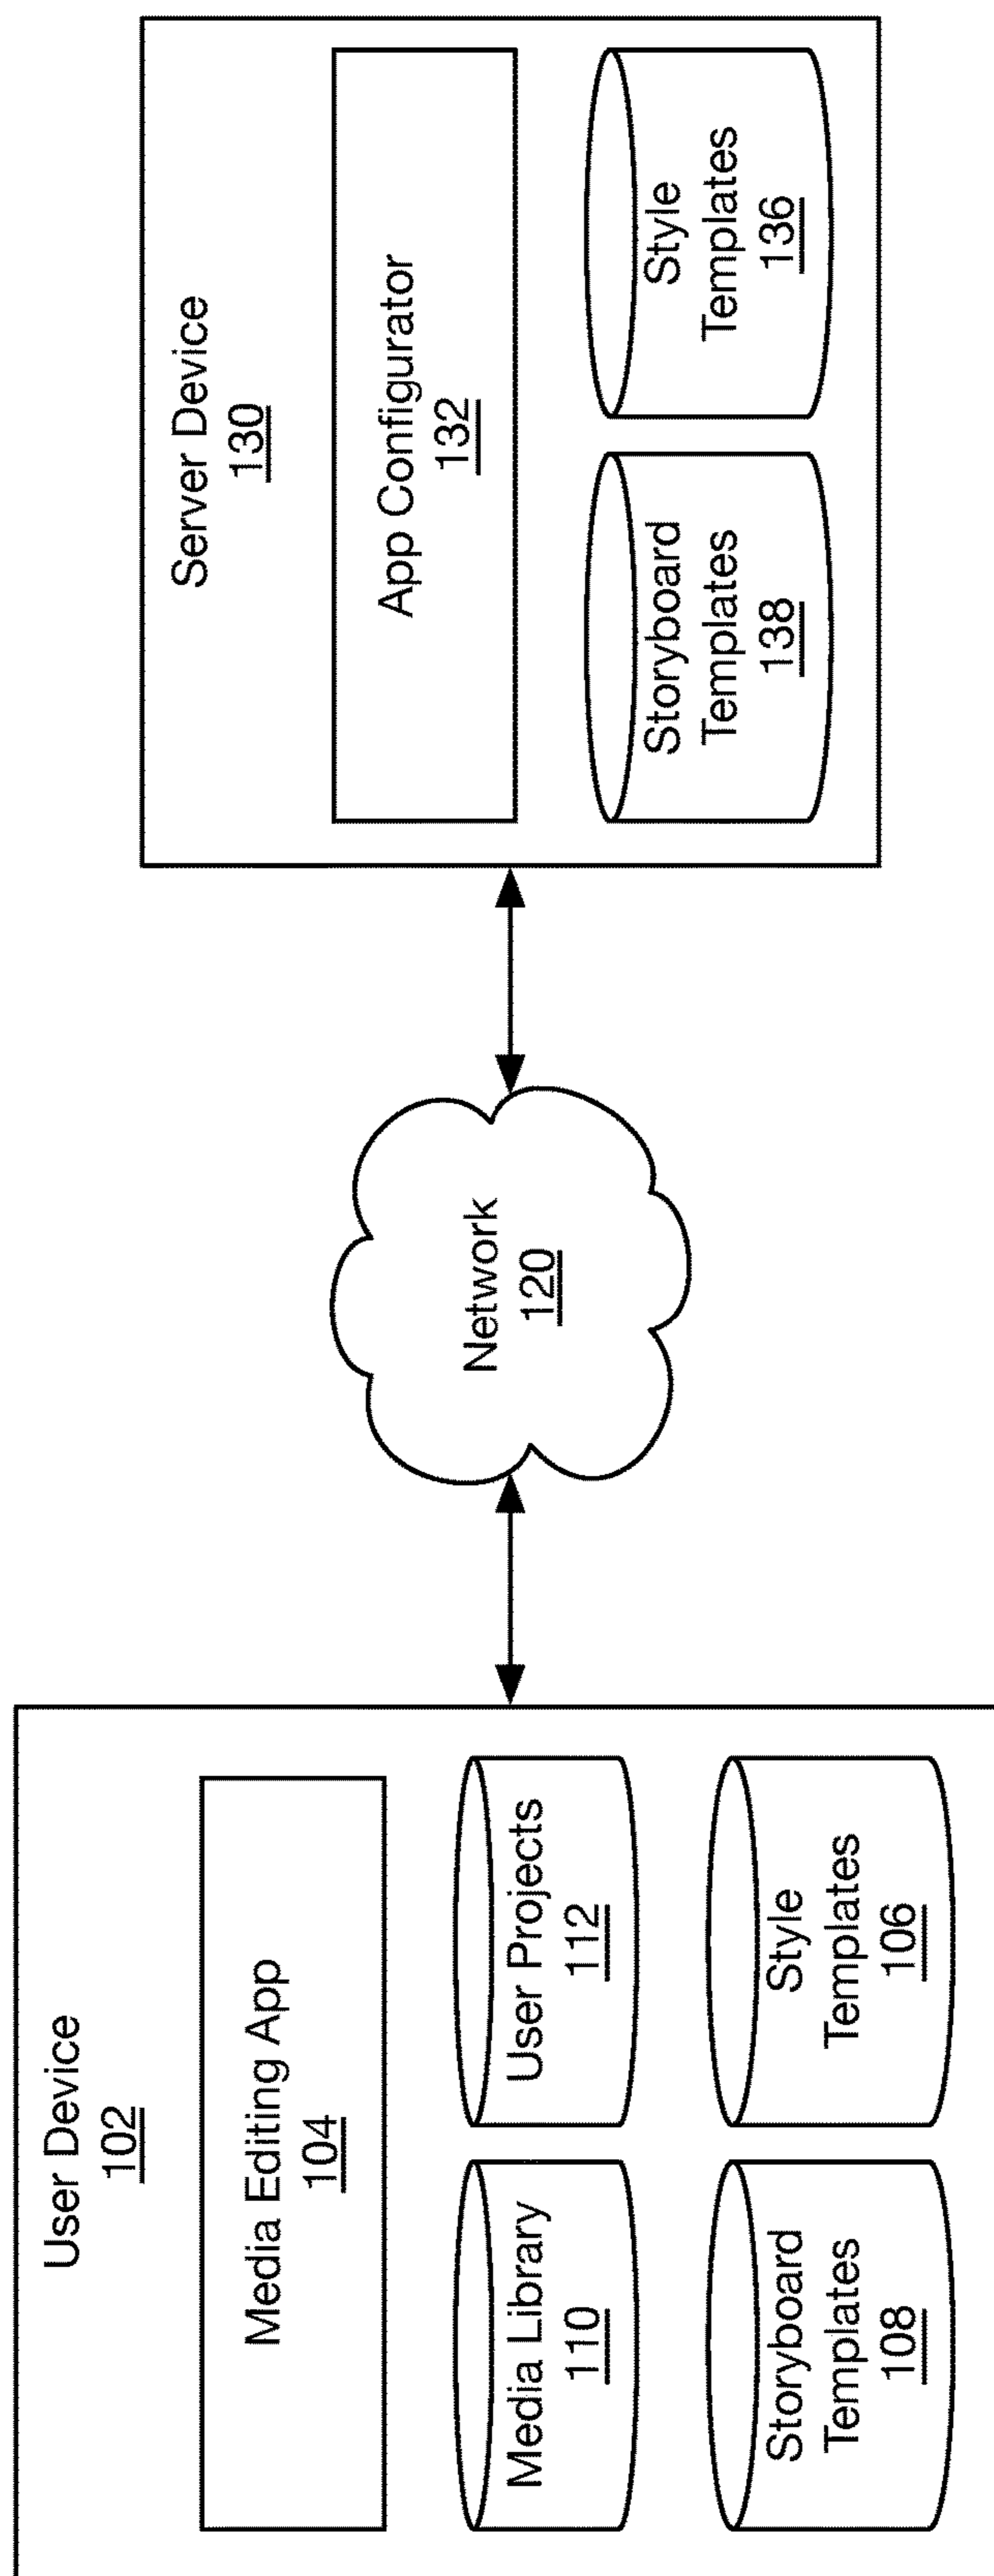 User Device
102
Media Editing App
104
Media Library
110
User Projects
112
Storyboard
Templates
108
Style
Templates
106
Network
120
Server Device
130
App Configurator
132
Storyboard
Templates
138
Style
Templates
136